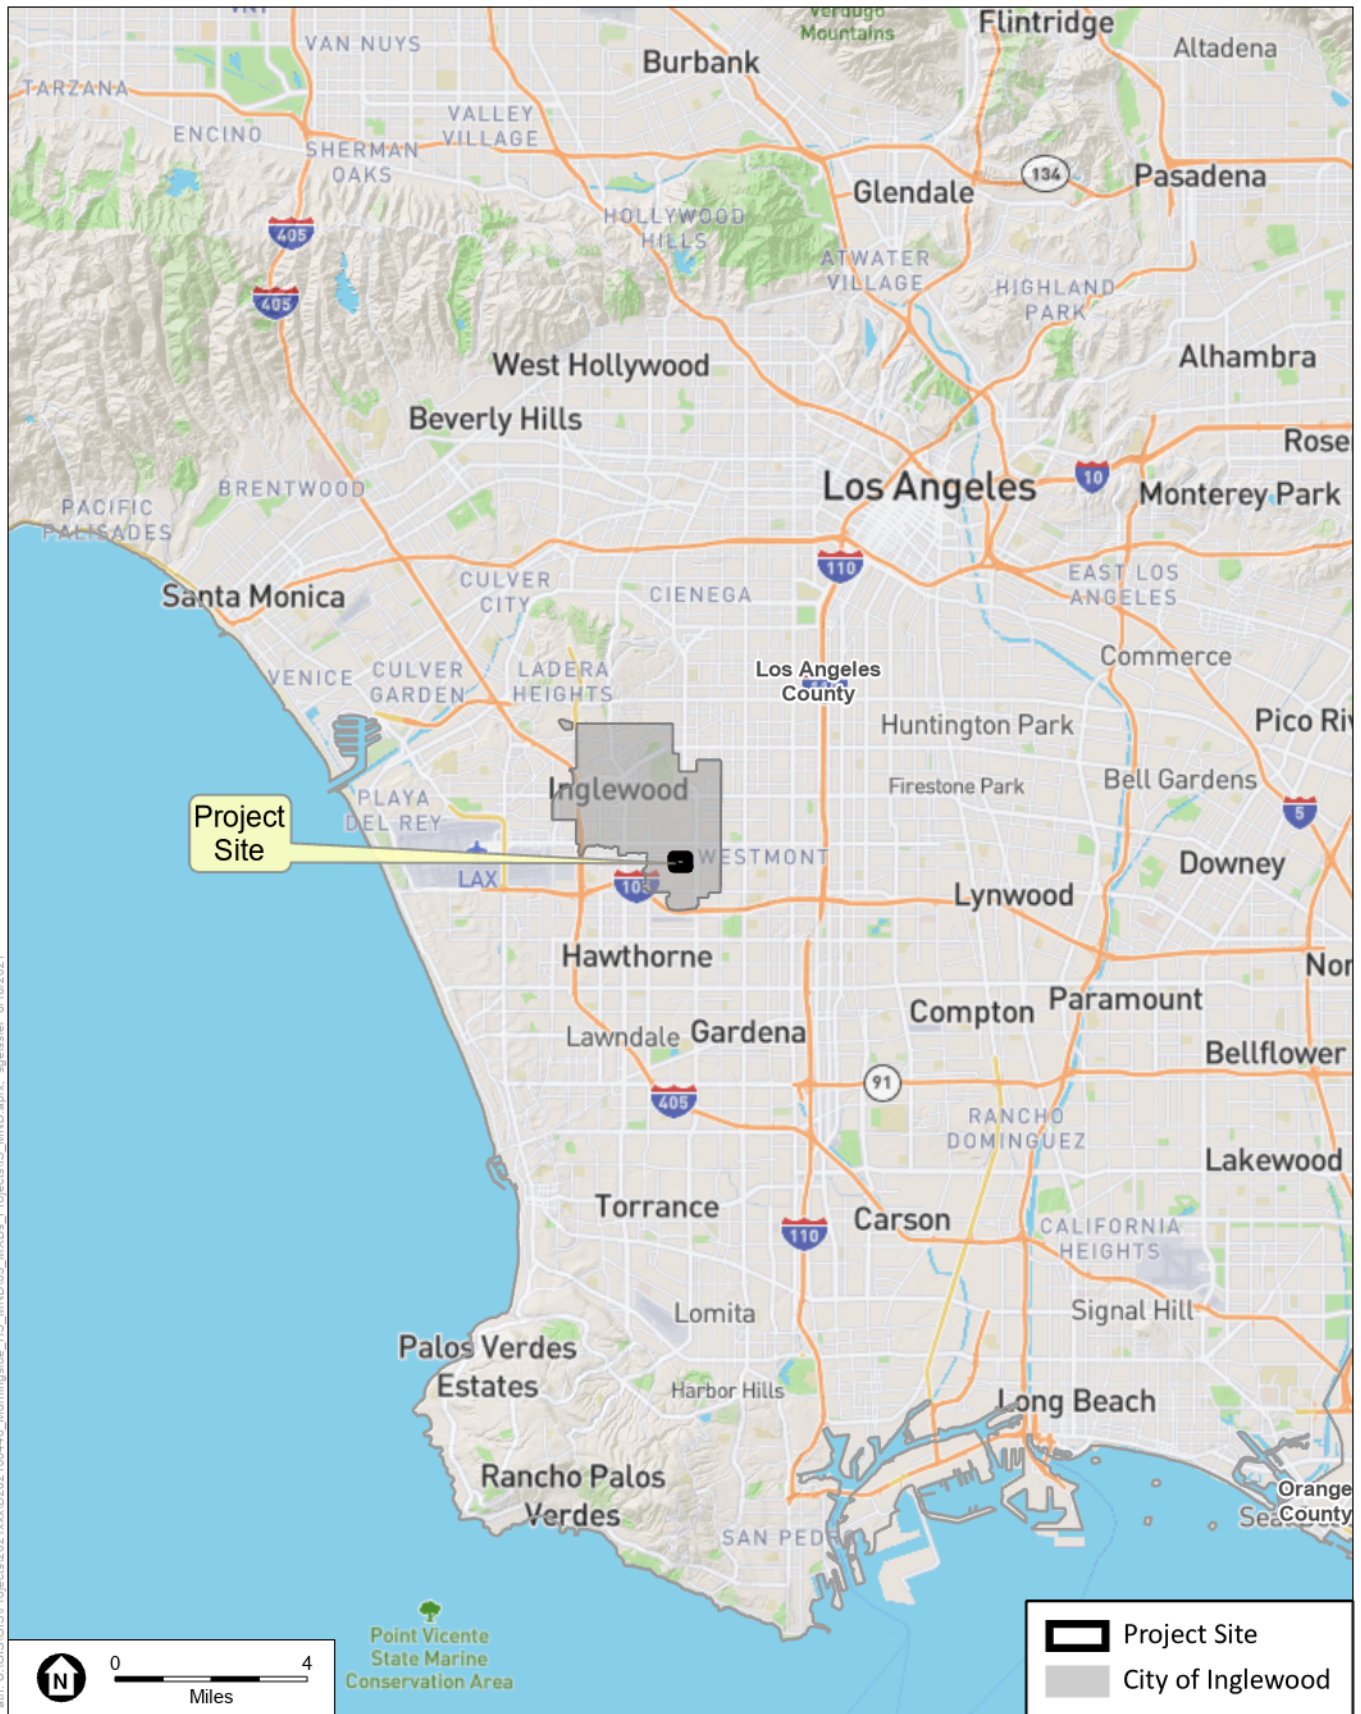 Verdugo
Mountains
Flintridge
VAN NUYS
Altadena
Burbank
TARZANA
VALLEY
VILLAGE
ENCINO
SHERMAN
OAKS
134
Pasadena
Glendale
HOLLYWOOD
HILLS
405
ATWATER
VILLAGE
HIGHLAND
PARK
405
West Hollywood
Alhambra
Beverly Hills
Rose
10
Los Angeles
BRENTWOOD
Monterey Park
PACIFIC
PALISADES
110
EAST LOS
ANGELES
CULVER
CITY
CIENEGA
Santa Monica
Commerce
VENICE
CULVER
GARDEN
LADERA
HEIGHTS
Los Angeles
County
Huntington Park
Pico Riv
Inglewood
Firestone Park
Bell Gardens
PLAYA
DEL REY
5
Project
Site
WESTMONT
Downey
LAX
Lynwood
Hawthorne
Nor
Paramount
Compton
Lawndale
Gardena
Bellflower
91
405
RANCHO
DOMINGUEZ
Lakewood
Torrance
Carson
110
CALIFORNIA
HEIGHTS
Lomita
Signal Hill
Palos Verdes
Estates
Harbor Hills
Long Beach
Rancho Palos
Verdes
Orange
County
SAN PEDR
Point Vicente
State Marine
Conservation Area
Project Site
City of Inglewood
N
0 4
Miles